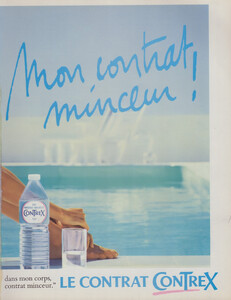 Mon contrat
minceur!
CONTREX
dans mon corps,
contrat minceur."
LE CONTRAT CONTREX